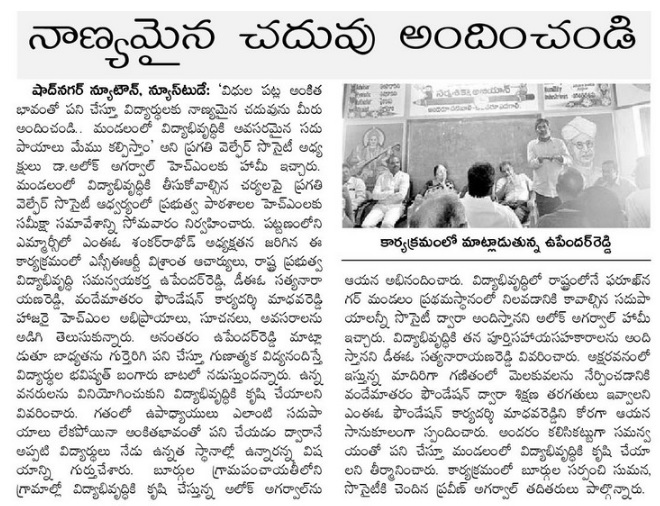 నాణ్యమైన చదువు అందించండి
షాద్‌నగర్ న్యూటౌన్, న్యూస్‌టుడే: 'విధుల పట్ల అంకిత
భావంతో పని చేస్తూ విద్యార్థులకు నాణ్యమైన చదువును మీరు
అందించండి.. మండలంలో విద్యాభివృద్ధికి అవసరమైన సదు
పాయాలు మేము కల్పిస్తాం' అని ప్రగతి వెల్ఫేర్ సొసైటీ అధ్య
క్షులు డా.అలోక్ అగర్వాల్ హెచ్ఎంలకు హామీ ఇచ్చారు.
మండలంలో విద్యాభివృద్ధికి తీసుకోవాల్సిన చర్యలపై ప్రగతి
వెల్ఫేర్ సొసైటీ ఆధ్వర్యంలో ప్రభుత్వ పాఠశాలల హెచ్ఎంలకు
సమీక్షా సమావేశాన్ని సోమవారం నిర్వహించారు. పట్టణంలోని
ఎమ్మార్సీలో ఎంఈఓ శంకర్‌రాథోడ్ అధ్యక్షతన జరిగిన ఈ
కార్యక్రమంలో ఎస్సీఈఆర్టీ విశ్రాంత ఆచార్యులు, రాష్ట్ర ప్రభుత్వ
విద్యాభివృద్ధి సమన్వయకర్త ఉపేందర్‌రెడ్డి, డీఈఓ సత్యనారా
యణరెడ్డి, వందేమాతరం ఫౌండేషన్ కార్యదర్శి మాధవరెడ్డి
హాజరై హెచ్ఎంల అభిప్రాయాలు, సూచనలు, అవసరాలను
అడిగి తెలుసుకున్నారు. అనంతరం ఉపేందర్‌రెడ్డి మాట్లా
డుతూ బాధ్యతను గుర్తెరిగి పని చేస్తూ గుణాత్మక విద్యనందిస్తే
విద్యార్థుల భవిష్యత్ బంగారు బాటలో నడుస్తుందన్నారు. ఉన్న
వనరులను వినియోగించుకుని విద్యాభివృద్ధికి కృషి చేయాలని
వివరించారు. గతంలో ఉపాధ్యాయులు ఎలాంటి సదుపా
యాలు లేకపోయినా అంకితభావంతో పని చేయడం ద్వారానే
అప్పటి విద్యార్థులు నేడు ఉన్నత స్థానాల్లో ఉన్నారన్న విష
యాన్ని గుర్తుచేశారు. బూర్గుల గ్రామపంచాయతీలోని
గ్రామాల్లో విద్యాభివృద్ధికి కృషి చేస్తున్న అలోక్ అగర్వాల్‌ను
కార్యక్రమంలో మాట్లాడుతున్న ఉపేందర్‌రెడ్డి
ఆయన అభినందించారు. విద్యాభివృద్ధిలో రాష్ట్రంలోనే ఫరూఖ్‌న
గర్ మండలం ప్రథమస్థానంలో నిలవడానికి కావాల్సిన సదుపా
యాలన్నీ సొసైటీ ద్వారా అందిస్తానని అలోక్ అగర్వాల్ హామీ
ఇచ్చారు. విద్యాభివృద్ధికి తన పూర్తిసహాయసహకారాలను అంది
స్తానని డీఈఓ సత్యనారాయణరెడ్డి వివరించారు. అక్షరవనంలో
ఇస్తున్న మాదిరిగా గణితంలో మెలకువలను నేర్పించడానికి
వందేమాతరం ఫౌండేషన్ ద్వారా శిక్షణ తరగతులు ఇవ్వాలని
ఎంఈఓ ఫౌండేషన్ కార్యదర్శి మాధవరెడ్డిని కోరగా ఆయన
సానుకూలంగా స్పందించారు. అందరం కలిసికట్టుగా సమన్వ
యంతో పని చేస్తూ మండలంలో విద్యాభివృద్ధికి కృషి చేయా
లని తీర్మానించారు. కార్యక్రమంలో బూర్గుల సర్పంచి సుమన,
సొసైటీకి చెందిన ప్రవీణ్ అగర్వాల్ తదితరులు పాల్గొన్నారు.